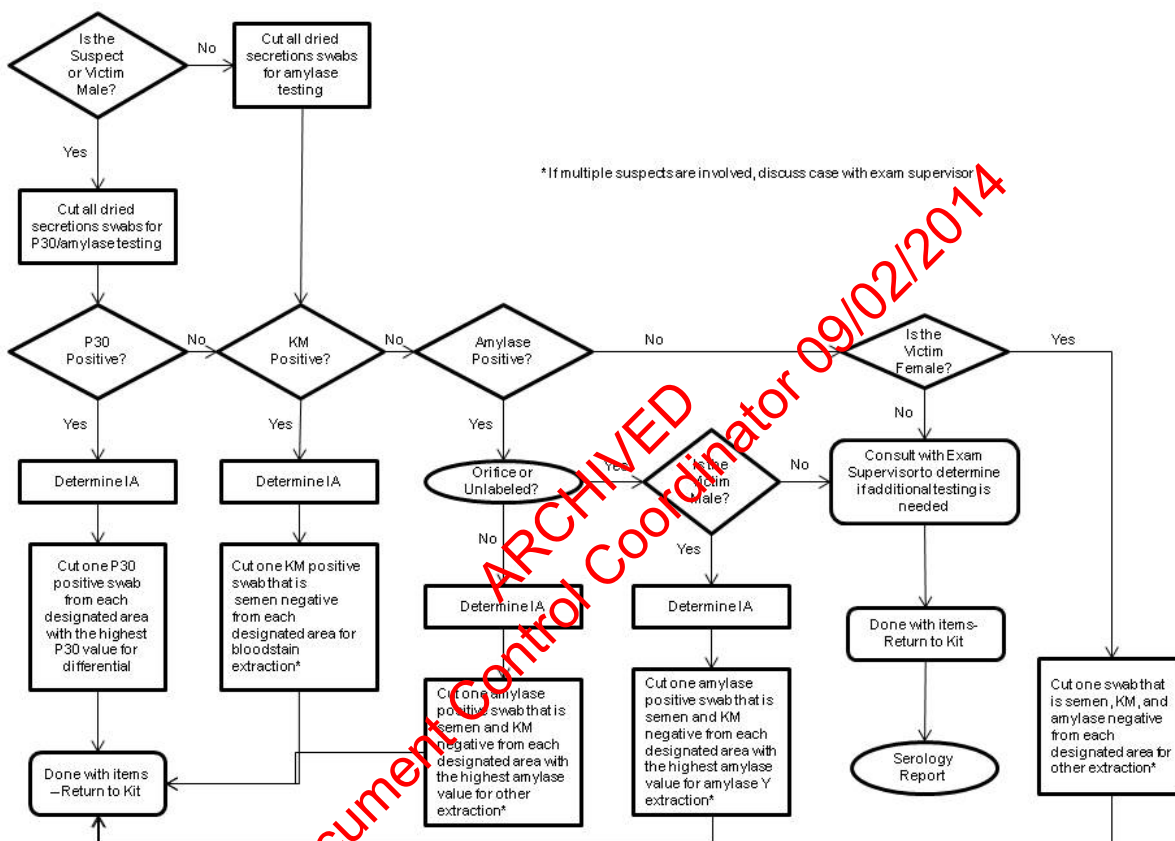 Is the
Suspect
or Victim
Male?
No
Cut all dried
secretions swabs
for amylase
testing
Yes
* If multiple suspects are involved, discuss case with exam supervisor
Cut all dried
secretions swabs for
P30/amylase testing
P30
Positive?
No
KM
Positive?
No
Amylase
Positive?
No
Is the
Victim
Female?
Yes
Yes
Yes
Yes
No
Determine IA
Determine IA
Orifice or
Unlabeled?
Yes
Is the
Victim
Male?
No
Consult with Exam
Supervisor to determine
if additional testing is
needed
No
Yes
Cut one P30
positive swab
from each
designated area
with the highest
P30 value for
differential
Cut one KM positive
swab that is
semen negative
from each
designated area for
bloodstain
extraction*
Determine IA
Determine IA
Done with items-
Return to Kit
Cut one amylase
positive swab that is
semen and KM
negative from each
designated area with
the highest amylase
value for other
extraction*
Cut one amylase
positive swab that is
semen and KM
negative from each
designated area with
the highest amylase
value for amylase Y
extraction*
Cut one swab that
is semen, KM, and
amylase negative
from each
designated area for
other extraction*
Done with items
–Return to Kit
Serology
Report
ARCHIVED
cument Control Coordinator 09/02/2014